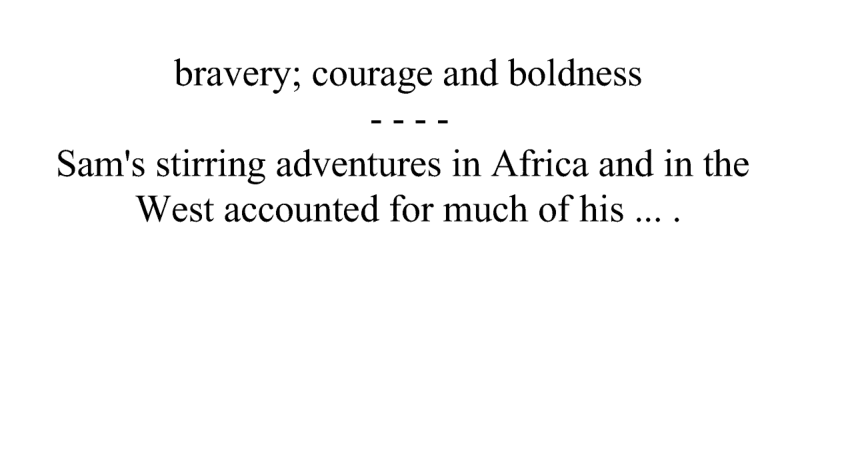 bravery; courage and boldness
- - - -
Sam's stirring adventures in Africa and in the
West accounted for much of his ... .